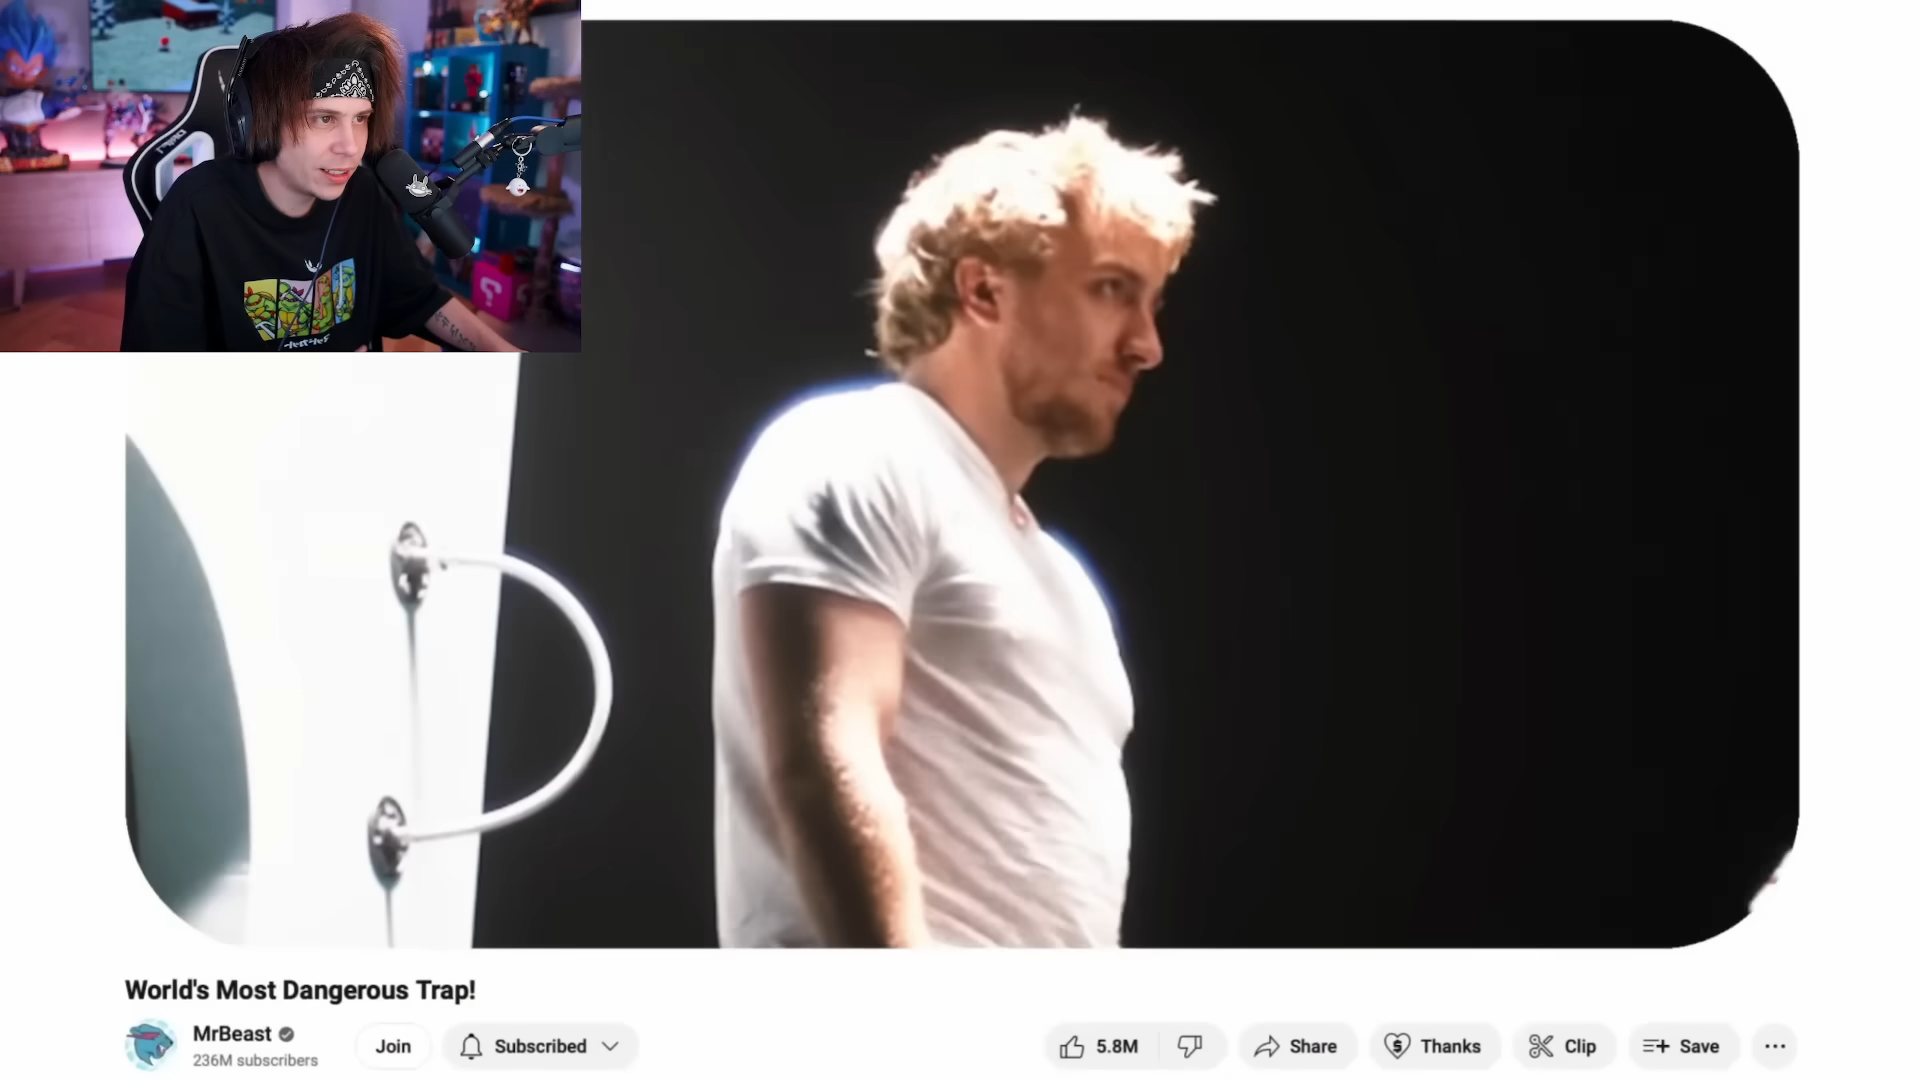 World's Most Dangerous Trap!
MrBeast
236M subscribers
Join
Subscribed
5.8M
Share
Thanks
Clip
Save
?